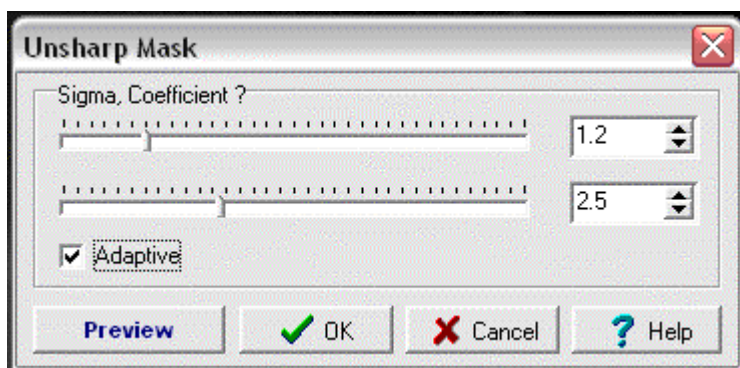 Unsharp Mask
Sigma, Coefficient ?
1.2
2.5
Adaptive
Preview OK Cancel Help